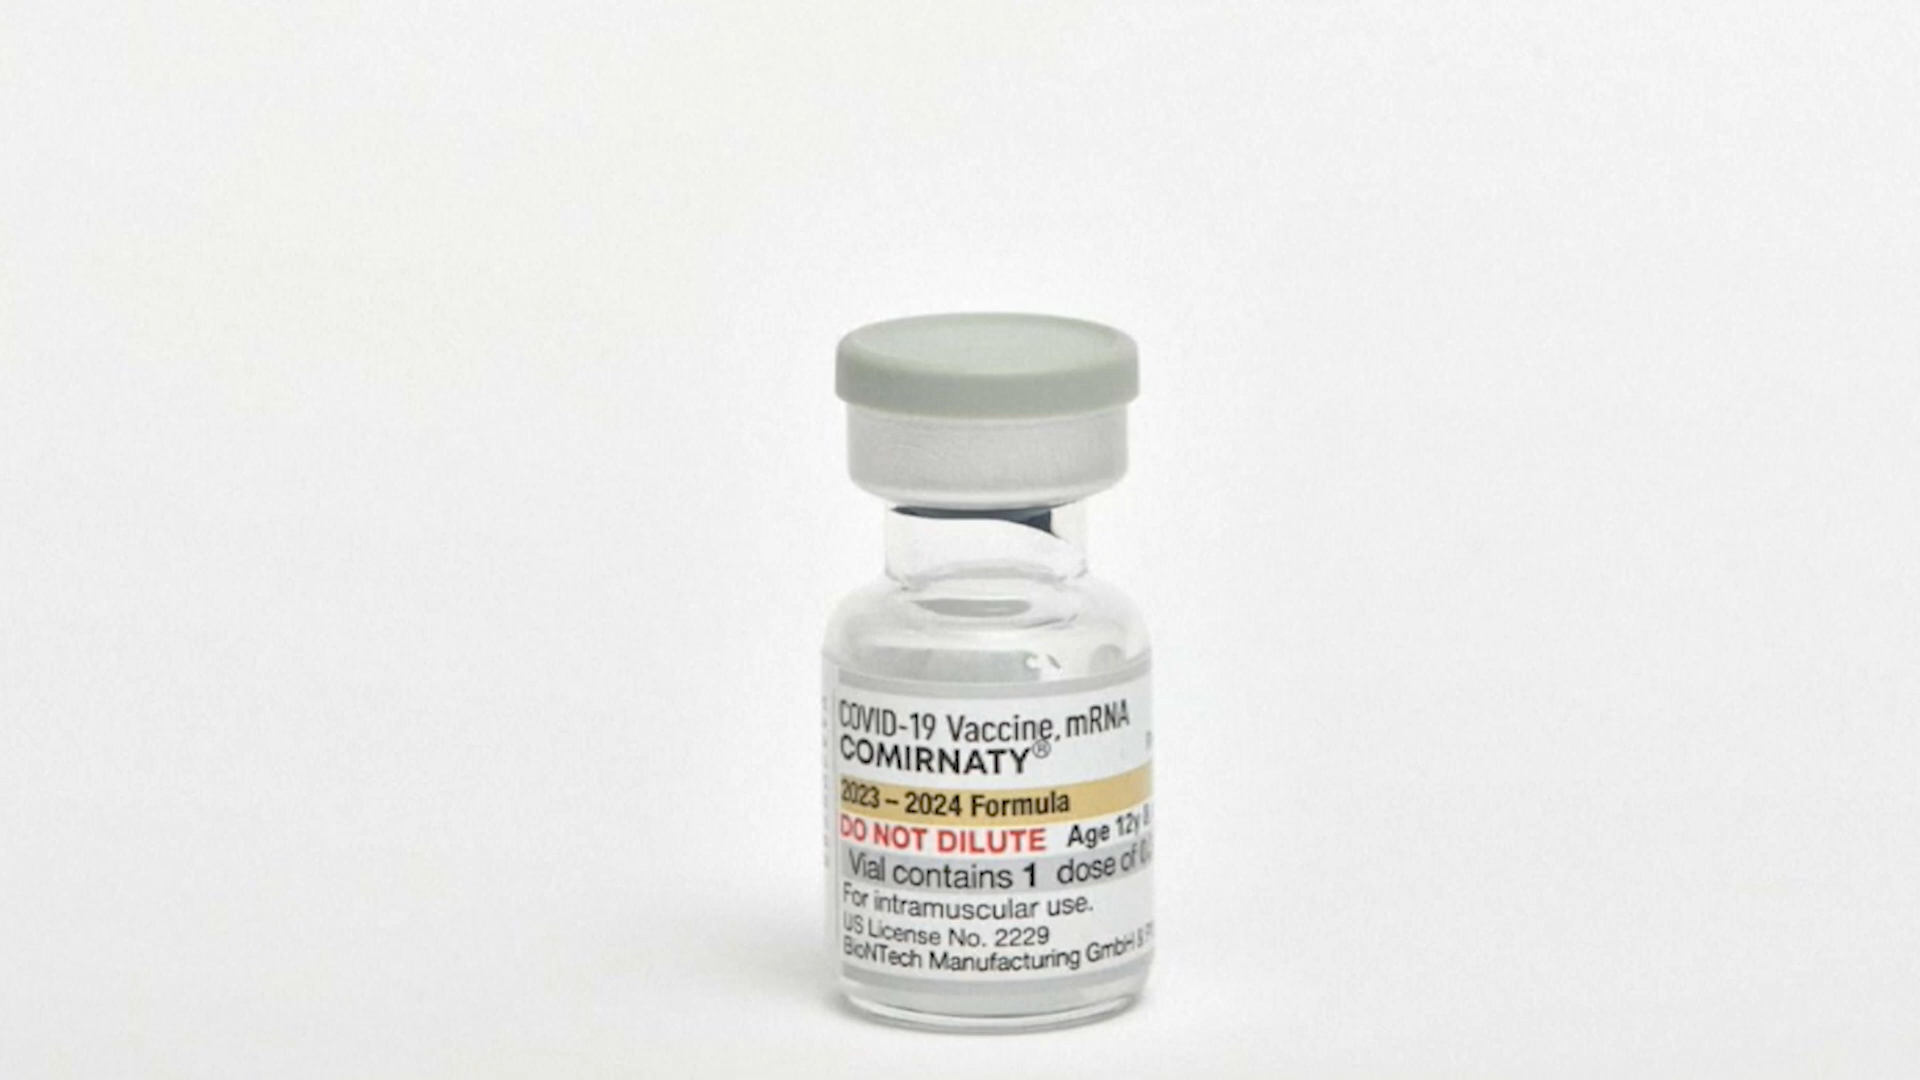 COVID-19 Vaccine, mRNA
COMIRNATY®
2023 – 2024 Formula
DO NOT DILUTE Age 12y
Vial contains 1 dose of
For intramuscular use.
US License No. 2229
BioNTech Manufacturing GmbH &